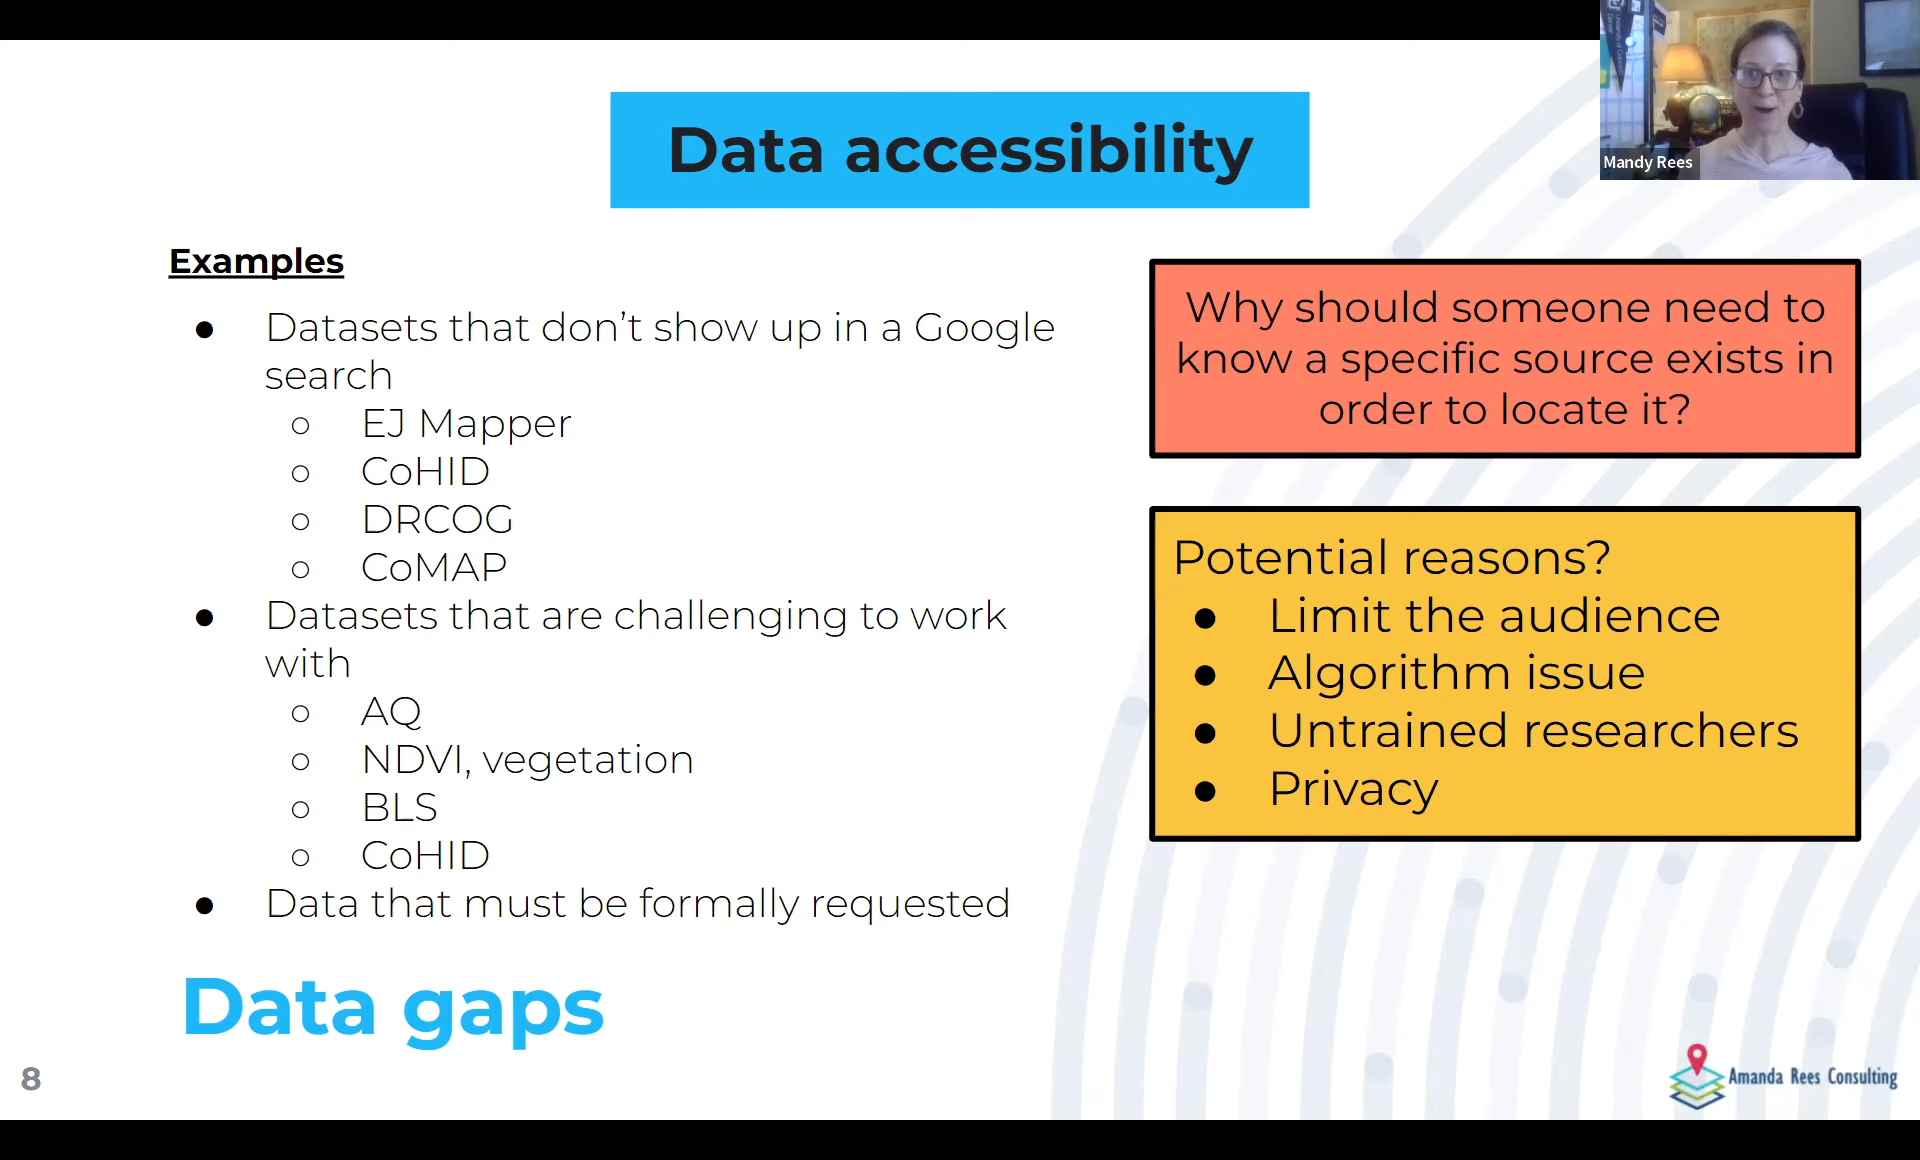 Data accessibility
Mandy Rees
Examples
● Datasets that don’t show up in a Google
search
○ EJ Mapper
○ CoHID
○ DRCOG
○ CoMAP
● Datasets that are challenging to work
with
○ AQ
○ NDVI, vegetation
○ BLS
○ CoHID
● Data that must be formally requested
Why should someone need to
know a specific source exists in
order to locate it?
Potential reasons?
● Limit the audience
● Algorithm issue
● Untrained researchers
● Privacy
Data gaps
8
Amanda Rees Consulting